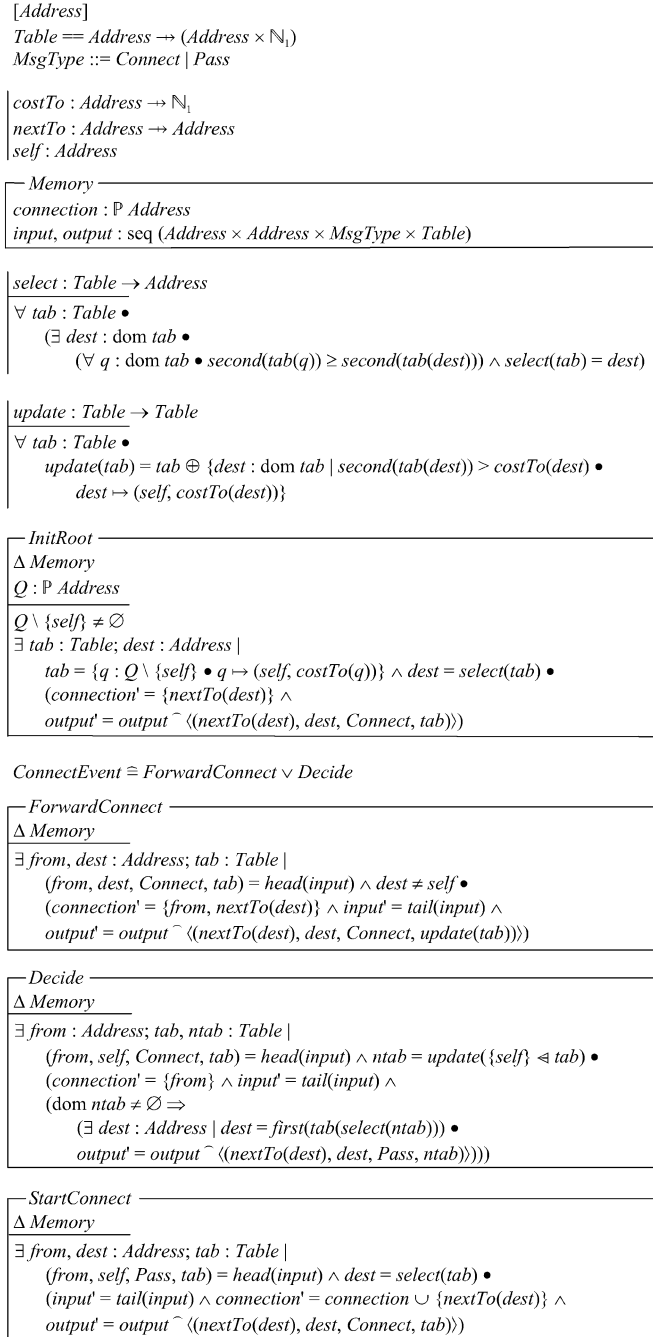 [Address]
Table == Address ⇸ (Address × ℕ₁)
MsgType ::= Connect | Pass
costTo : Address ⇸ ℕ₁
nextTo : Address ⇸ Address
self : Address
Memory
connection : ℙ Address
input, output : seq (Address × Address × MsgType × Table)
select : Table → Address
∀ tab : Table •
(∃ dest : dom tab •
(∀ q : dom tab • second(tab(q)) ≥ second(tab(dest))) ∧ select(tab) = dest)
update : Table → Table
∀ tab : Table •
update(tab) = tab ⊕ {dest : dom tab | second(tab(dest)) > costTo(dest) •
dest ↦ (self, costTo(dest))}
InitRoot
Δ Memory
Q : ℙ Address
Q \ {self} ≠ ∅
∃ tab : Table; dest : Address |
tab = {q : Q \ {self} • q ↦ (self, costTo(q))} ∧ dest = select(tab) •
(connection' = {nextTo(dest)} ∧
output' = output ⁀ ⟨(nextTo(dest), dest, Connect, tab)⟩)
ConnectEvent ≙ ForwardConnect ∨ Decide
ForwardConnect
Δ Memory
∃ from, dest : Address; tab : Table |
(from, dest, Connect, tab) = head(input) ∧ dest ≠ self •
(connection' = {from, nextTo(dest)} ∧ input' = tail(input) ∧
output' = output ⁀ ⟨(nextTo(dest), dest, Connect, update(tab))⟩)
Decide
Δ Memory
∃ from : Address; tab, ntab : Table |
(from, self, Connect, tab) = head(input) ∧ ntab = update({self} ⩤ tab) •
(connection' = {from} ∧ input' = tail(input) ∧
(dom ntab ≠ ∅ ⇒
(∃ dest : Address | dest = first(tab(select(ntab))) •
output' = output ⁀ ⟨(nextTo(dest), dest, Pass, ntab)⟩)))
StartConnect
Δ Memory
∃ from, dest : Address; tab : Table |
(from, self, Pass, tab) = head(input) ∧ dest = select(tab) •
(input' = tail(input) ∧ connection' = connection ∪ {nextTo(dest)} ∧
output' = output ⁀ ⟨(nextTo(dest), dest, Connect, tab)⟩)